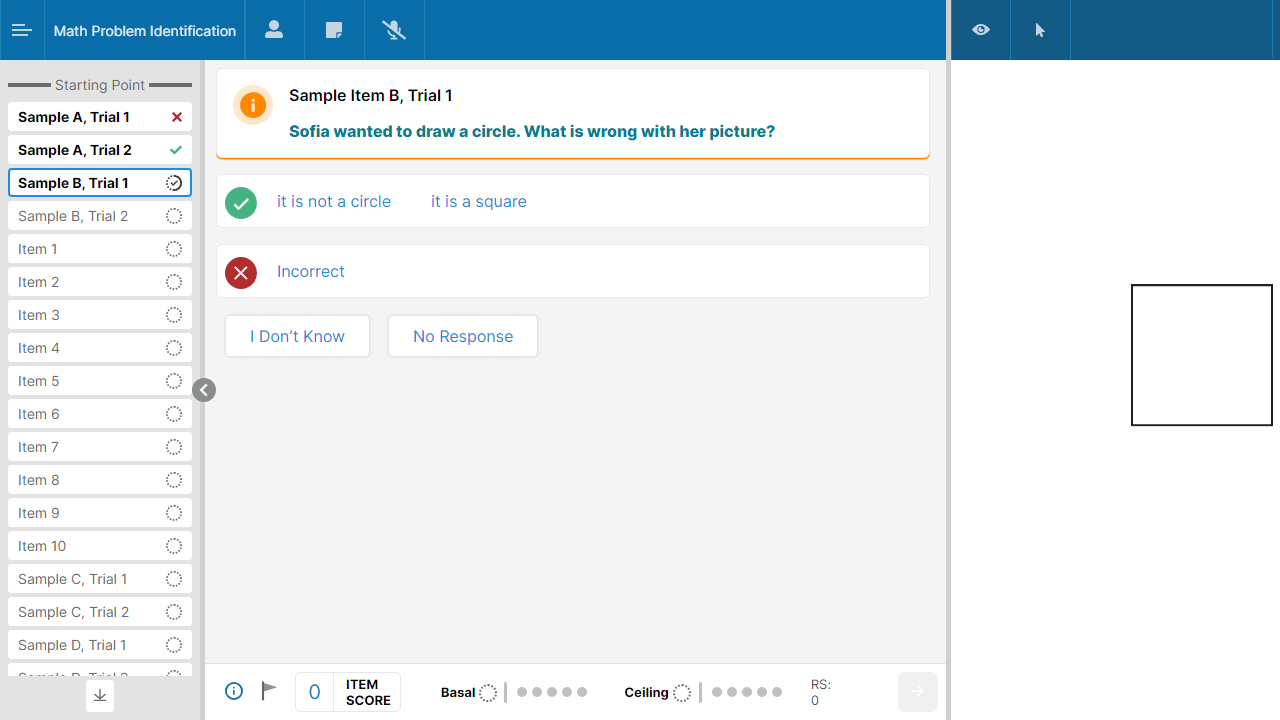 Math Problem Identification
Starting Point
Sample A, Trial 1
Sample A, Trial 2
Sample B, Trial 1
Sample B, Trial 2
Item 1
Item 2
Item 3
Item 4
Item 5
Item 6
Item 7
Item 8
Item 9
Item 10
Sample C, Trial 1
Sample C, Trial 2
Sample D, Trial 1
Sample Item B, Trial 1
Sofia wanted to draw a circle. What is wrong with her picture?
it is not a circle it is a square
Incorrect
I Don’t Know No Response
0 ITEM SCORE
Basal Ceiling
RS:
0